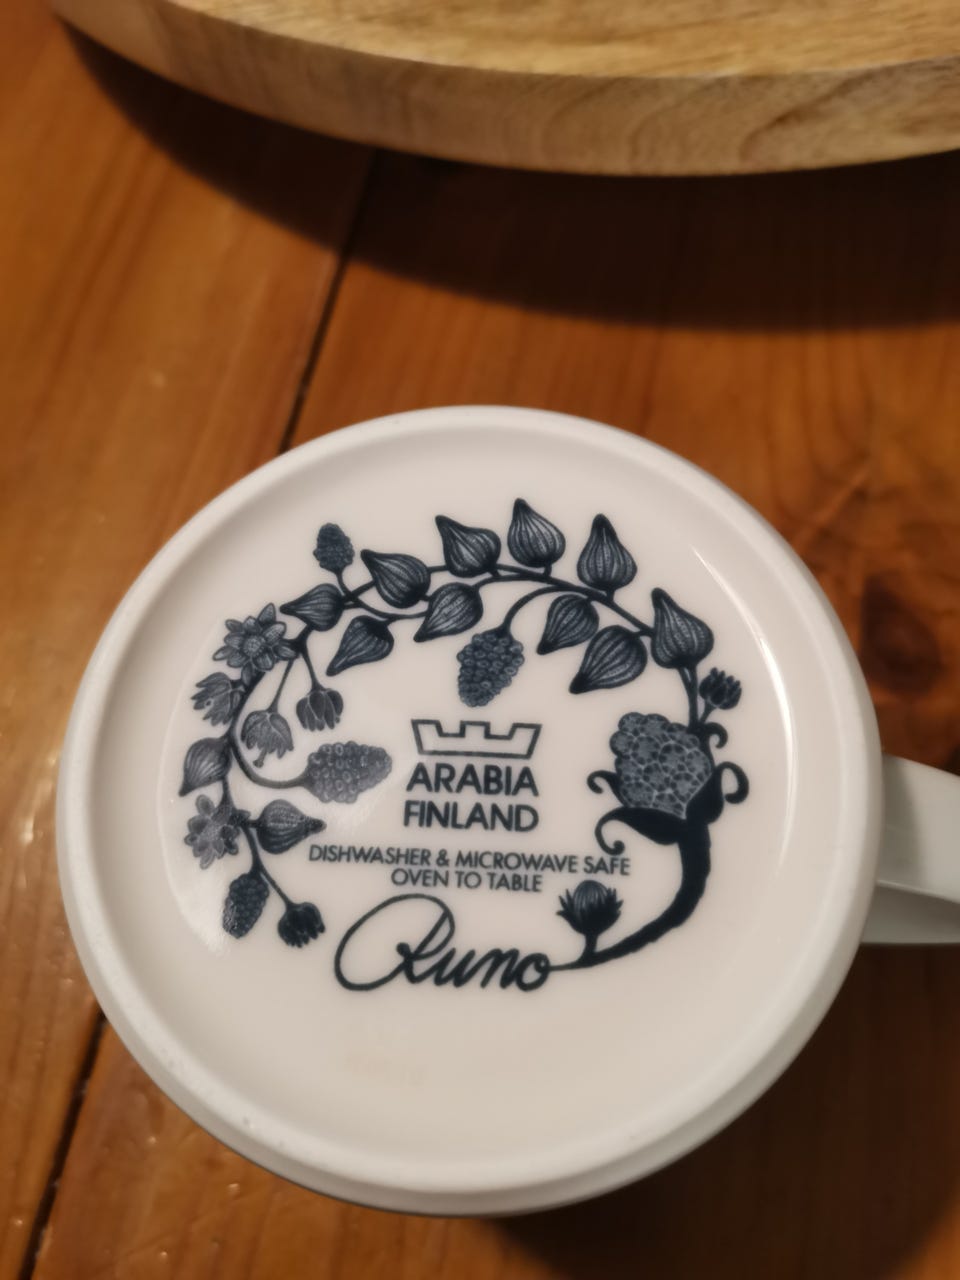 ARABIA
FINLAND
DISHWASHER & MICROWAVE SAFE
OVEN TO TABLE
Runo